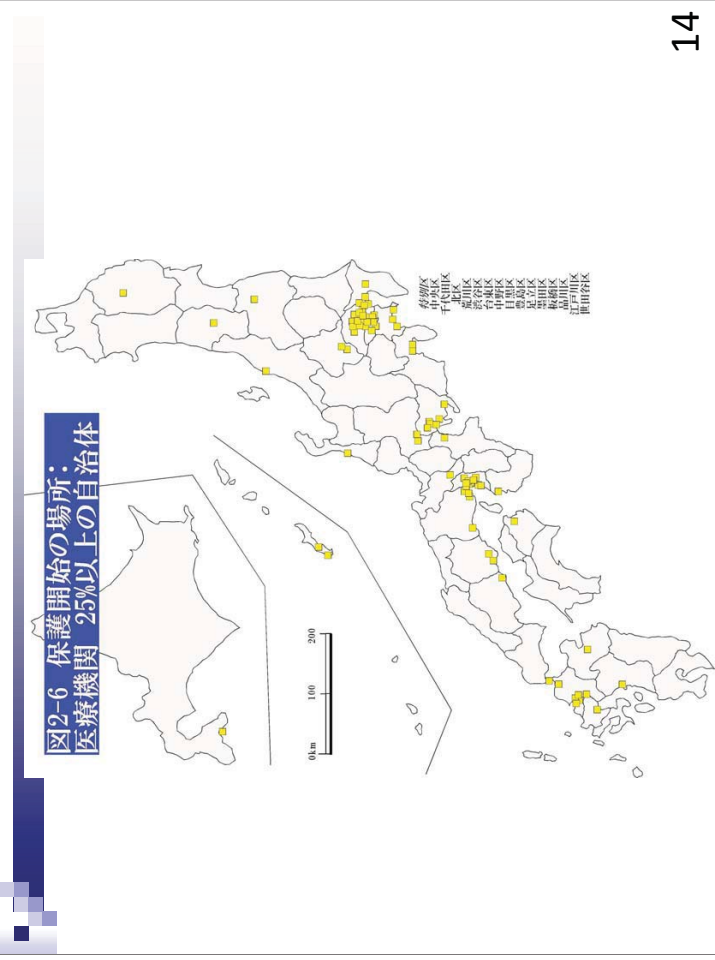 図2-6 保護開始の場所:
医療機関 25%以上の自治体
0km 100 200
特別区
中央区
千代田区
北区
荒川区
渋谷区
台東区
中野区
目黒区
豊島区
足立区
墨田区
板橋区
品川区
江戸川区
世田谷区
14